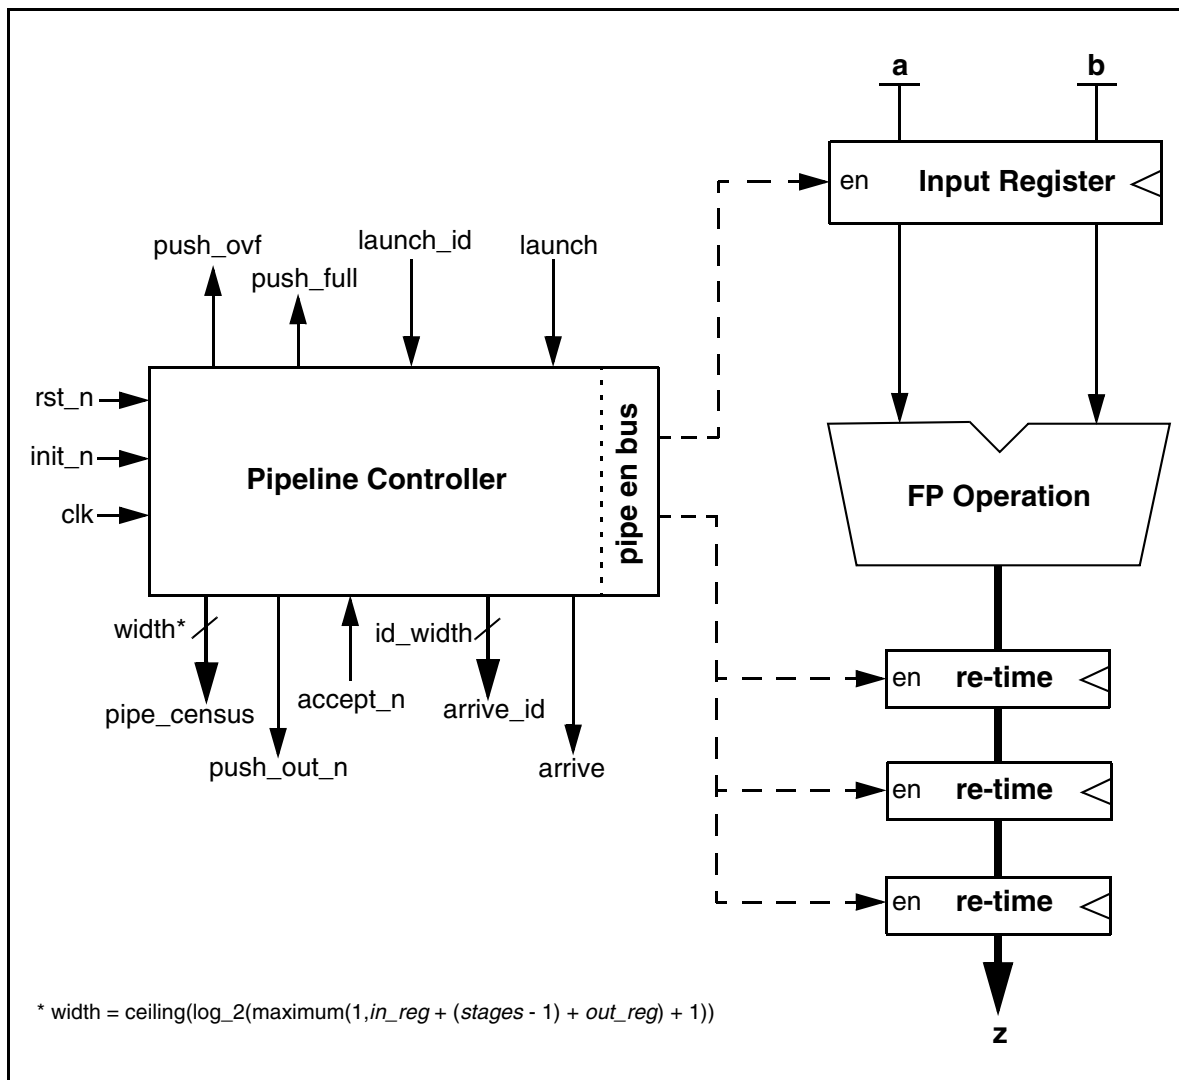 a b
en Input Register
push_ovf launch_id launch
push_full
rst_n
init_n
clk
Pipeline Controller
pipe en bus
FP Operation
width* id_width
pipe_census accept_n arrive_id
push_out_n arrive
en re-time
en re-time
en re-time
* width = ceiling(log_2(maximum(1,in_reg + (stages - 1) + out_reg) + 1))
z